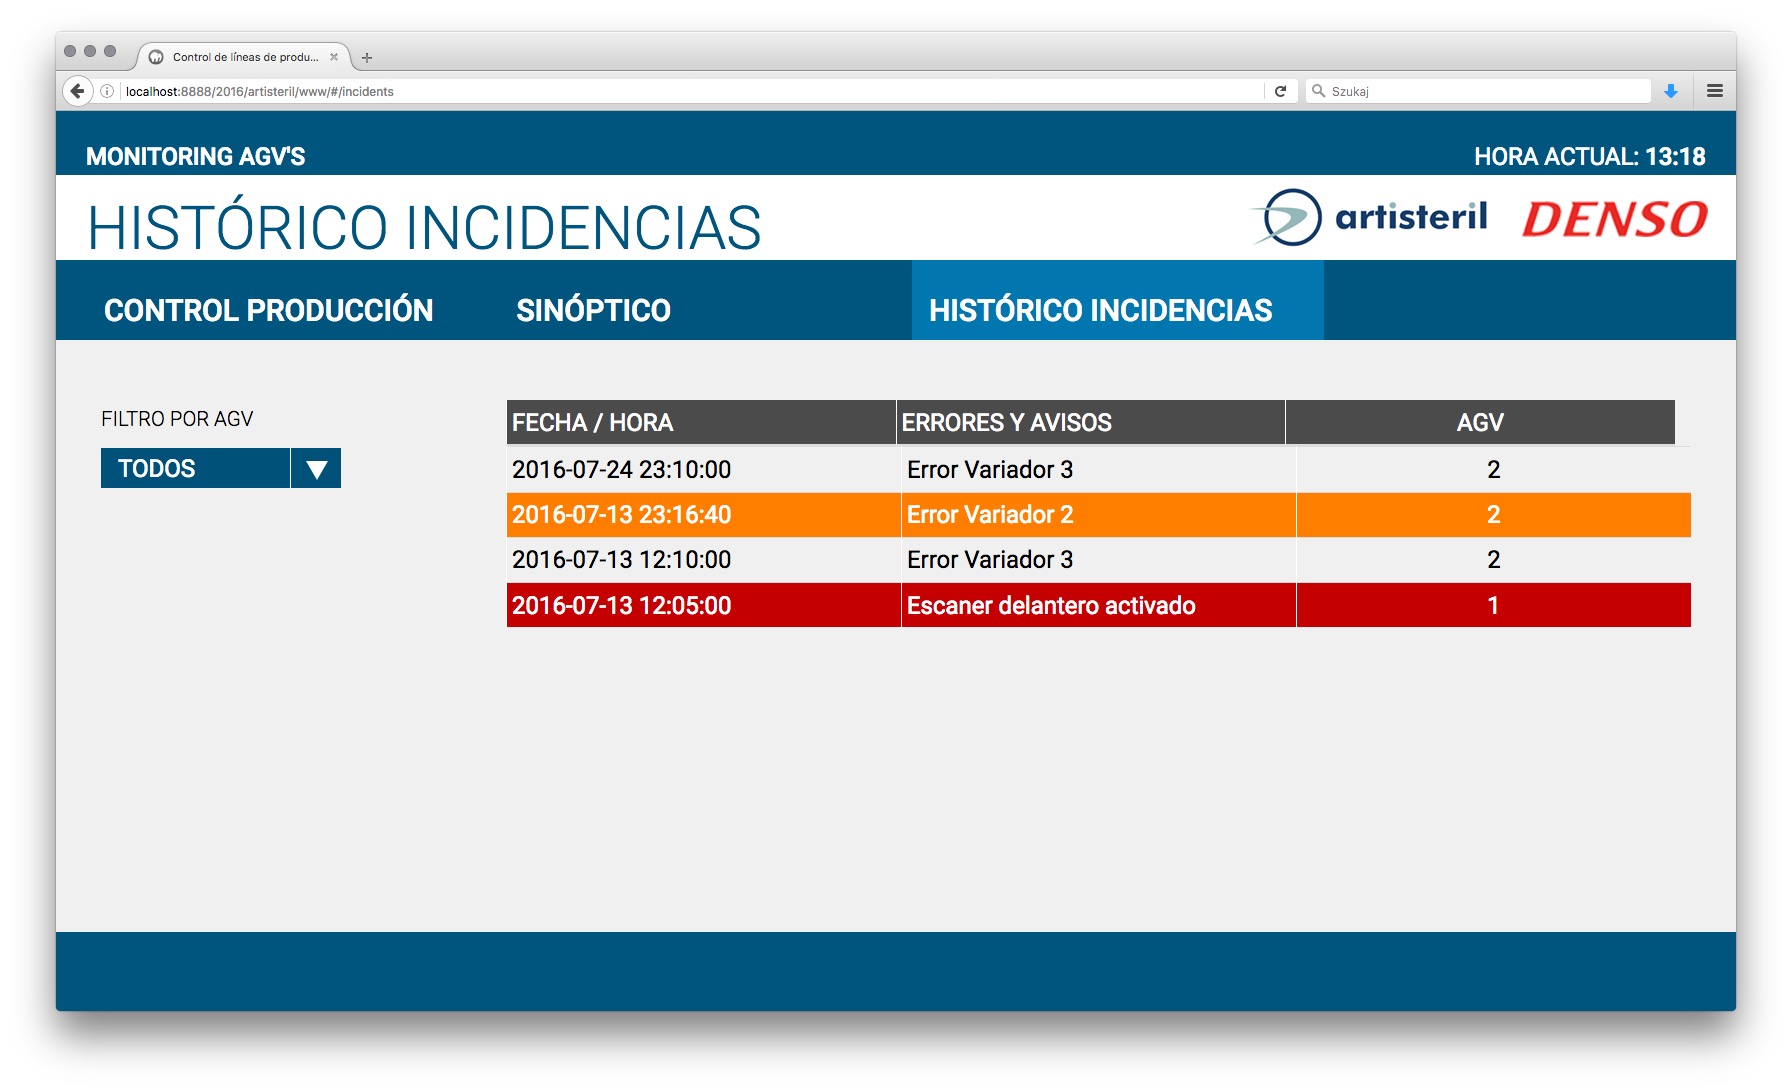 Control de líneas de produ...
localhost:8888/2016/artisteril/www/#/incidents
Szukaj
MONITORING AGV'S
HORA ACTUAL: 13:18
HISTÓRICO INCIDENCIAS
artisteril
DENSO
CONTROL PRODUCCIÓN
SINÓPTICO
HISTÓRICO INCIDENCIAS
FILTRO POR AGV
TODOS
FECHA / HORA ERRORES Y AVISOS AGV
2016-07-24 23:10:00 Error Variador 3 2
2016-07-13 23:16:40 Error Variador 2 2
2016-07-13 12:10:00 Error Variador 3 2
2016-07-13 12:05:00 Escaner delantero activado 1